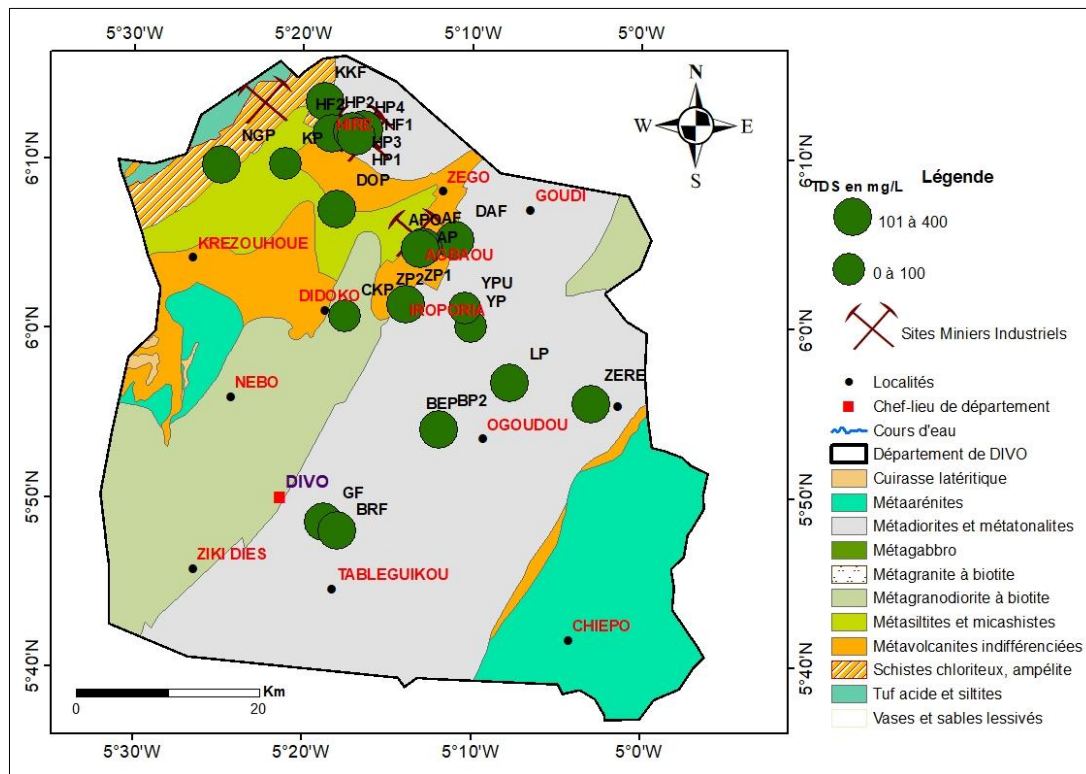 5°30'W 5°20'W 5°10'W 5°0'W
N
W E
S
6°10'N
6°0'N
5°50'N
5°40'N
KKF
HF2 HP2 HP4
HIRE HF1
HP3
HP1
NGP KP
DOP
ZEGO
GOUDI
DAF
AF
AP
AGBAOU
KREZOUHOUE
ZP2 ZP1
CKP
DIDOKO
IROPORIA
YPU
YP
LP
ZERE
NEBO
BEP BP2
OGOUDOU
DIVO
GF
BRF
ZIKI DIES
TABLEGUIKOU
CHIEPO
Km
0 20
6°10'N
6°0'N
5°50'N
5°40'N
5°30'W 5°20'W 5°10'W 5°0'W
Légende
TDS en mg/L
101 à 400
0 à 100
Sites Miniers Industriels
Localités
Chef-lieu de département
Cours d'eau
Département de DIVO
Cuirasse latéritique
Métaarénites
Métadiorites et métatonalites
Métagabbro
Métagranite à biotite
Métagranodiorite à biotite
Métasiltites et micashistes
Métavolcanites indifférenciées
Schistes chloriteux, ampélite
Tuf acide et siltites
Vases et sables lessivés